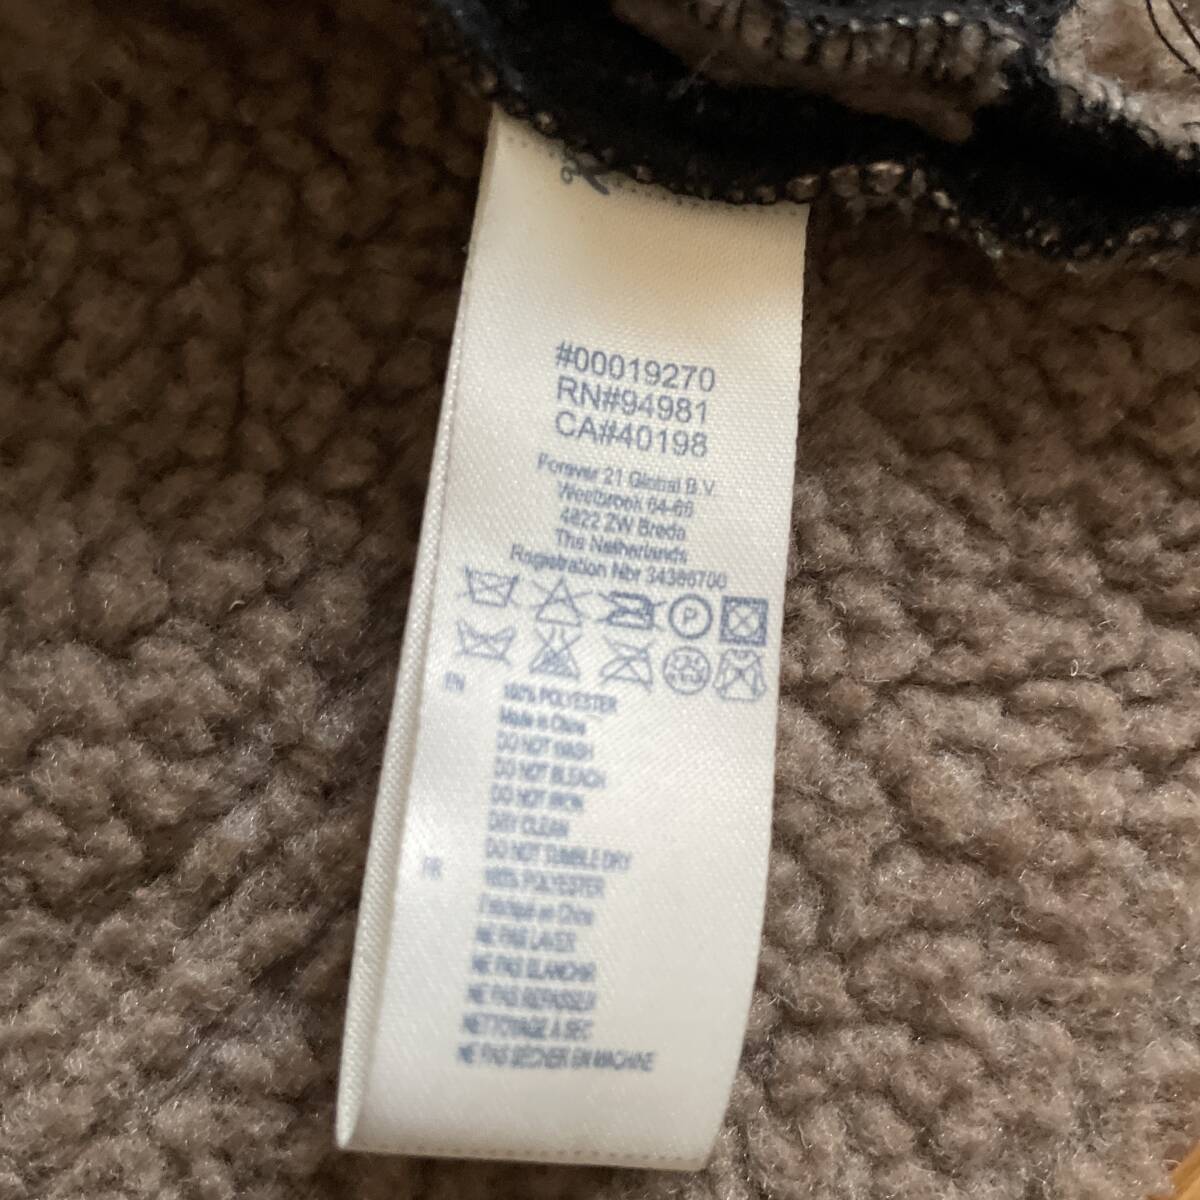 #00019270
RN#94981
CA#40198
Forever 21 Global B.V.
Westbrook 64-66
4822 ZW Breda
The Netherlands
Registration Nbr 34386700
P
EN 100% POLYESTER
Made in China
DO NOT WASH
DO NOT BLEACH
DO NOT IRON
DRY CLEAN
DO NOT TUMBLE DRY
FR 100% POLYESTER
Fabriqué en Chine
NE PAS LAVER
NE PAS BLANCHIR
NE PAS REPASSER
NETTOYAGE À SEC
NE PAS SÉCHER EN MACHINE